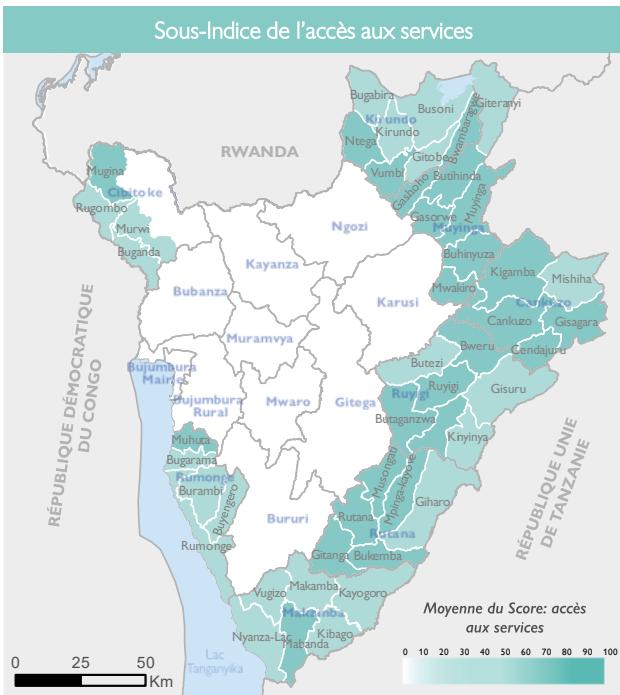 Sous-Indice de l'accès aux services
Bugabira
Busoni
Giteranyi
Kirundo
Kirundo
Bwambarangwe
Ntega
Gitobe
RWANDA
Vumbi
Butihinda
Mugina
Gashoho
Muyinga
Cibitoke
Rugombo
Gasorwe
Murwi
Ngozi
Muyinga
Buganda
Buhinyuza
Kayanza
Kigamba
Mishiha
Bubanza
Mwakiro
Karusi
Cankuzo
Cankuzo
Gisagara
Muramvya
Bweru
Cendajuru
Butezi
Bujumbura
Mairie
Ruyigi
Ruyigi
Gisuru
Bujumbura
Rural
Mwaro
Gitega
Butaganzwa
Kinyinya
Muhuta
Bugarama
Musongati
Mpinga-kayove
Rumonge
Burambi
Buyengero
Giharo
Bururi
Rutana
Rutana
Rumonge
Gitanga
Bukemba
Makamba
Vugizo
Kayogoro
Makamba
Nyanza-Lac
Kibago
Mabanda
Lac
Tanganyika
RÉPUBLIQUE DÉMOCRATIQUE
DU CONGO
RÉPUBLIQUE UNIE
DE TANZANIE
Moyenne du Score: accès
aux services
0 10 20 30 40 50 60 70 80 90 100
0 25 50
Km